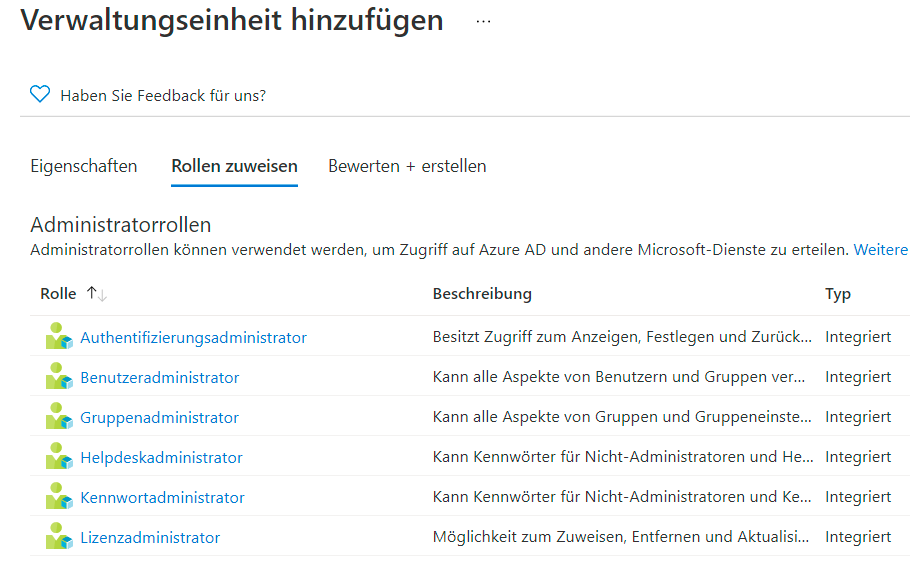 Verwaltungseinheit hinzufügen ...
Haben Sie Feedback für uns?
Eigenschaften Rollen zuweisen Bewerten + erstellen
Administratorrollen
Administratorrollen können verwendet werden, um Zugriff auf Azure AD und andere Microsoft-Dienste zu erteilen. Weitere
Rolle ↑↓ Beschreibung Typ
Authentifizierungsadministrator Besitzt Zugriff zum Anzeigen, Festlegen und Zurück... Integriert
Benutzeradministrator Kann alle Aspekte von Benutzern und Gruppen ver... Integriert
Gruppenadministrator Kann alle Aspekte von Gruppen und Gruppeneinste... Integriert
Helpdeskadministrator Kann Kennwörter für Nicht-Administratoren und He... Integriert
Kennwortadministrator Kann Kennwörter für Nicht-Administratoren und Ke... Integriert
Lizenzadministrator Möglichkeit zum Zuweisen, Entfernen und Aktualisi... Integriert